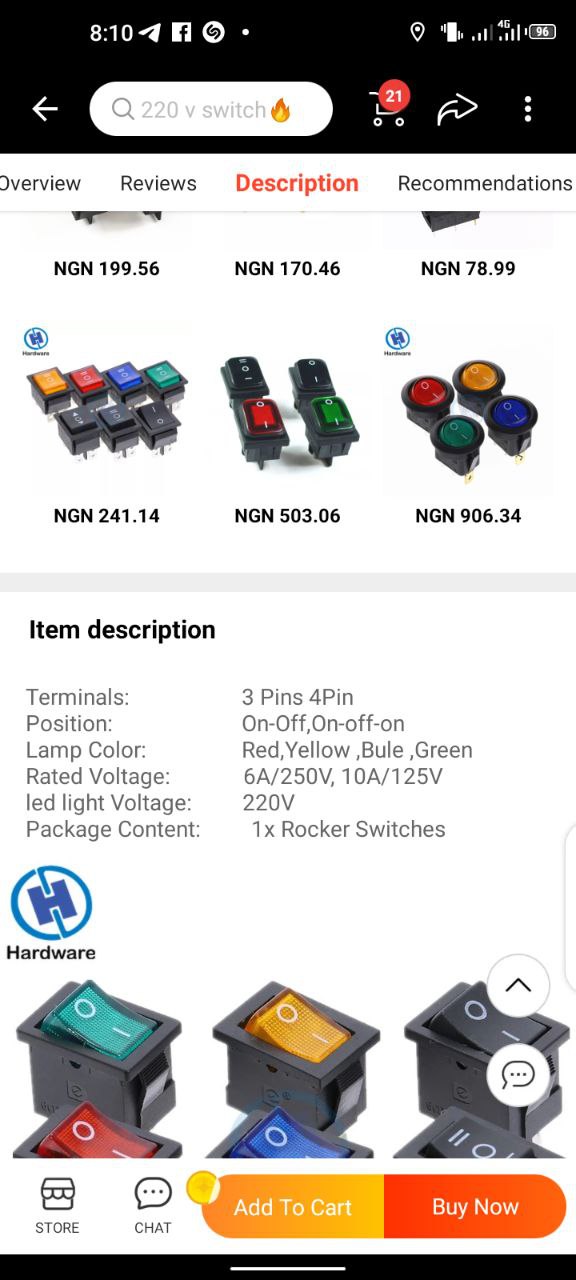 8:10
4G
96
220 v switch🔥
21
Overview Reviews Description Recommendations
NGN 199.56 NGN 170.46 NGN 78.99
Hardware
Hardware
NGN 241.14 NGN 503.06 NGN 906.34
Item description
Terminals: 3 Pins 4Pin
Position: On-Off,On-off-on
Lamp Color: Red,Yellow ,Bule ,Green
Rated Voltage: 6A/250V, 10A/125V
led light Voltage: 220V
Package Content: 1x Rocker Switches
Hardware
STORE CHAT Add To Cart Buy Now